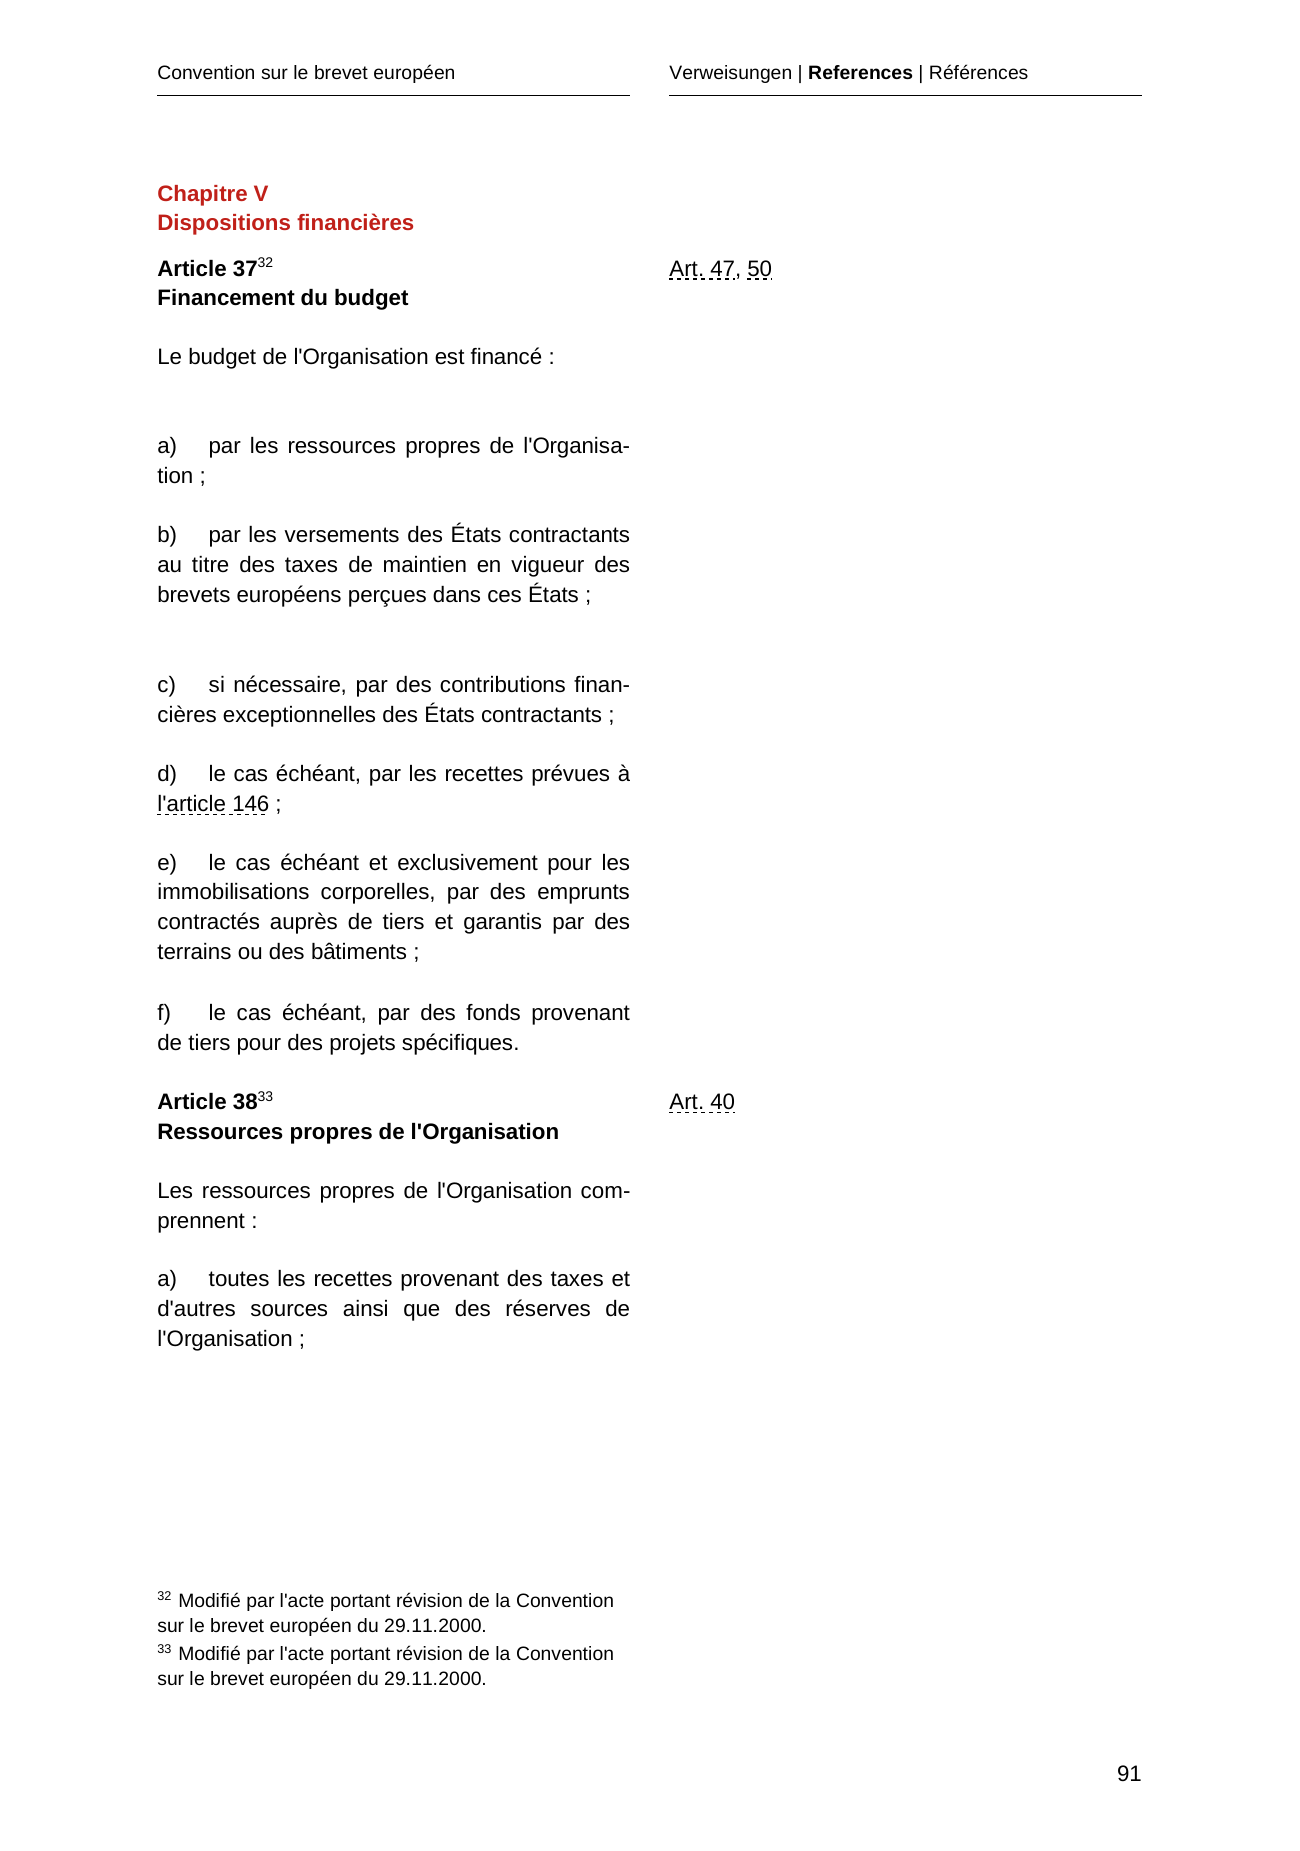 Convention sur le brevet européen
Verweisungen | References | Références
Chapitre V
Dispositions financières
Article 37³²
Art. 47, 50
Financement du budget
Le budget de l'Organisation est financé :
a) par les ressources propres de l'Organisa-
tion ;
b) par les versements des États contractants
au titre des taxes de maintien en vigueur des
brevets européens perçues dans ces États ;
c) si nécessaire, par des contributions finan-
cières exceptionnelles des États contractants ;
d) le cas échéant, par les recettes prévues à
l'article 146 ;
e) le cas échéant et exclusivement pour les
immobilisations corporelles, par des emprunts
contractés auprès de tiers et garantis par des
terrains ou des bâtiments ;
f) le cas échéant, par des fonds provenant
de tiers pour des projets spécifiques.
Article 38³³
Art. 40
Ressources propres de l'Organisation
Les ressources propres de l'Organisation com-
prennent :
a) toutes les recettes provenant des taxes et
d'autres sources ainsi que des réserves de
l'Organisation ;
³² Modifié par l'acte portant révision de la Convention
sur le brevet européen du 29.11.2000.
³³ Modifié par l'acte portant révision de la Convention
sur le brevet européen du 29.11.2000.
91